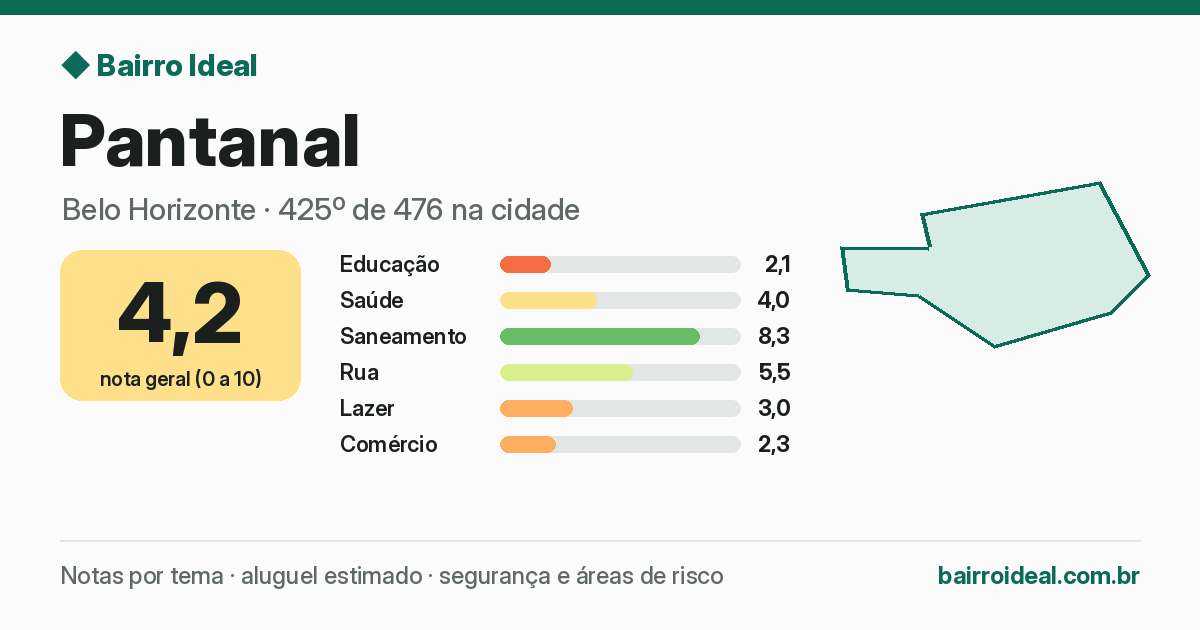 Bairro Ideal
Pantanal
Belo Horizonte · 425º de 476 na cidade
4,2
nota geral (0 a 10)
Educação 2,1
Saúde 4,0
Saneamento 8,3
Rua 5,5
Lazer 3,0
Comércio 2,3
Notas por tema · aluguel estimado · segurança e áreas de risco
bairroideal.com.br